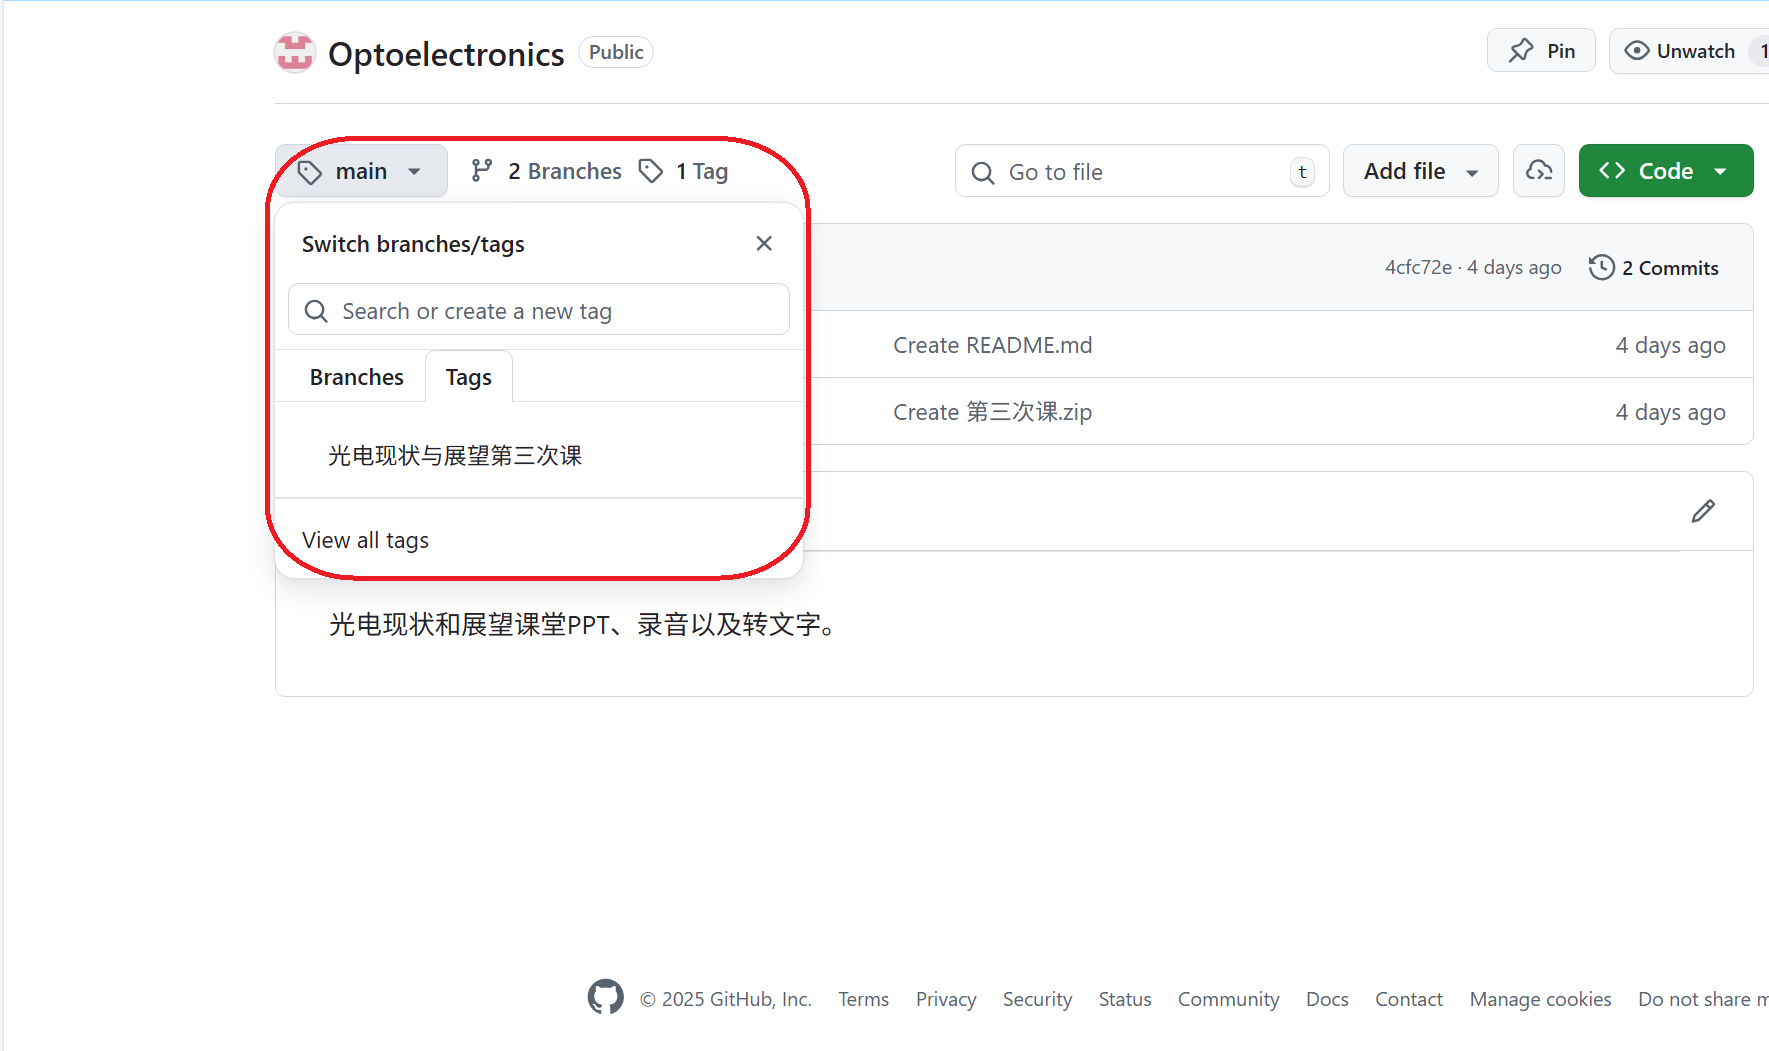 Optoelectronics Public
Pin Unwatch 1
main 2 Branches 1 Tag
Go to file t Add file Code
Switch branches/tags
4cfc72e · 4 days ago 2 Commits
Search or create a new tag
Create README.md 4 days ago
Branches Tags
Create 第三次课.zip 4 days ago
光电现状与展望第三次课
View all tags
光电现状和展望课堂PPT、录音以及转文字。
© 2025 GitHub, Inc. Terms Privacy Security Status Community Docs Contact Manage cookies Do not share m